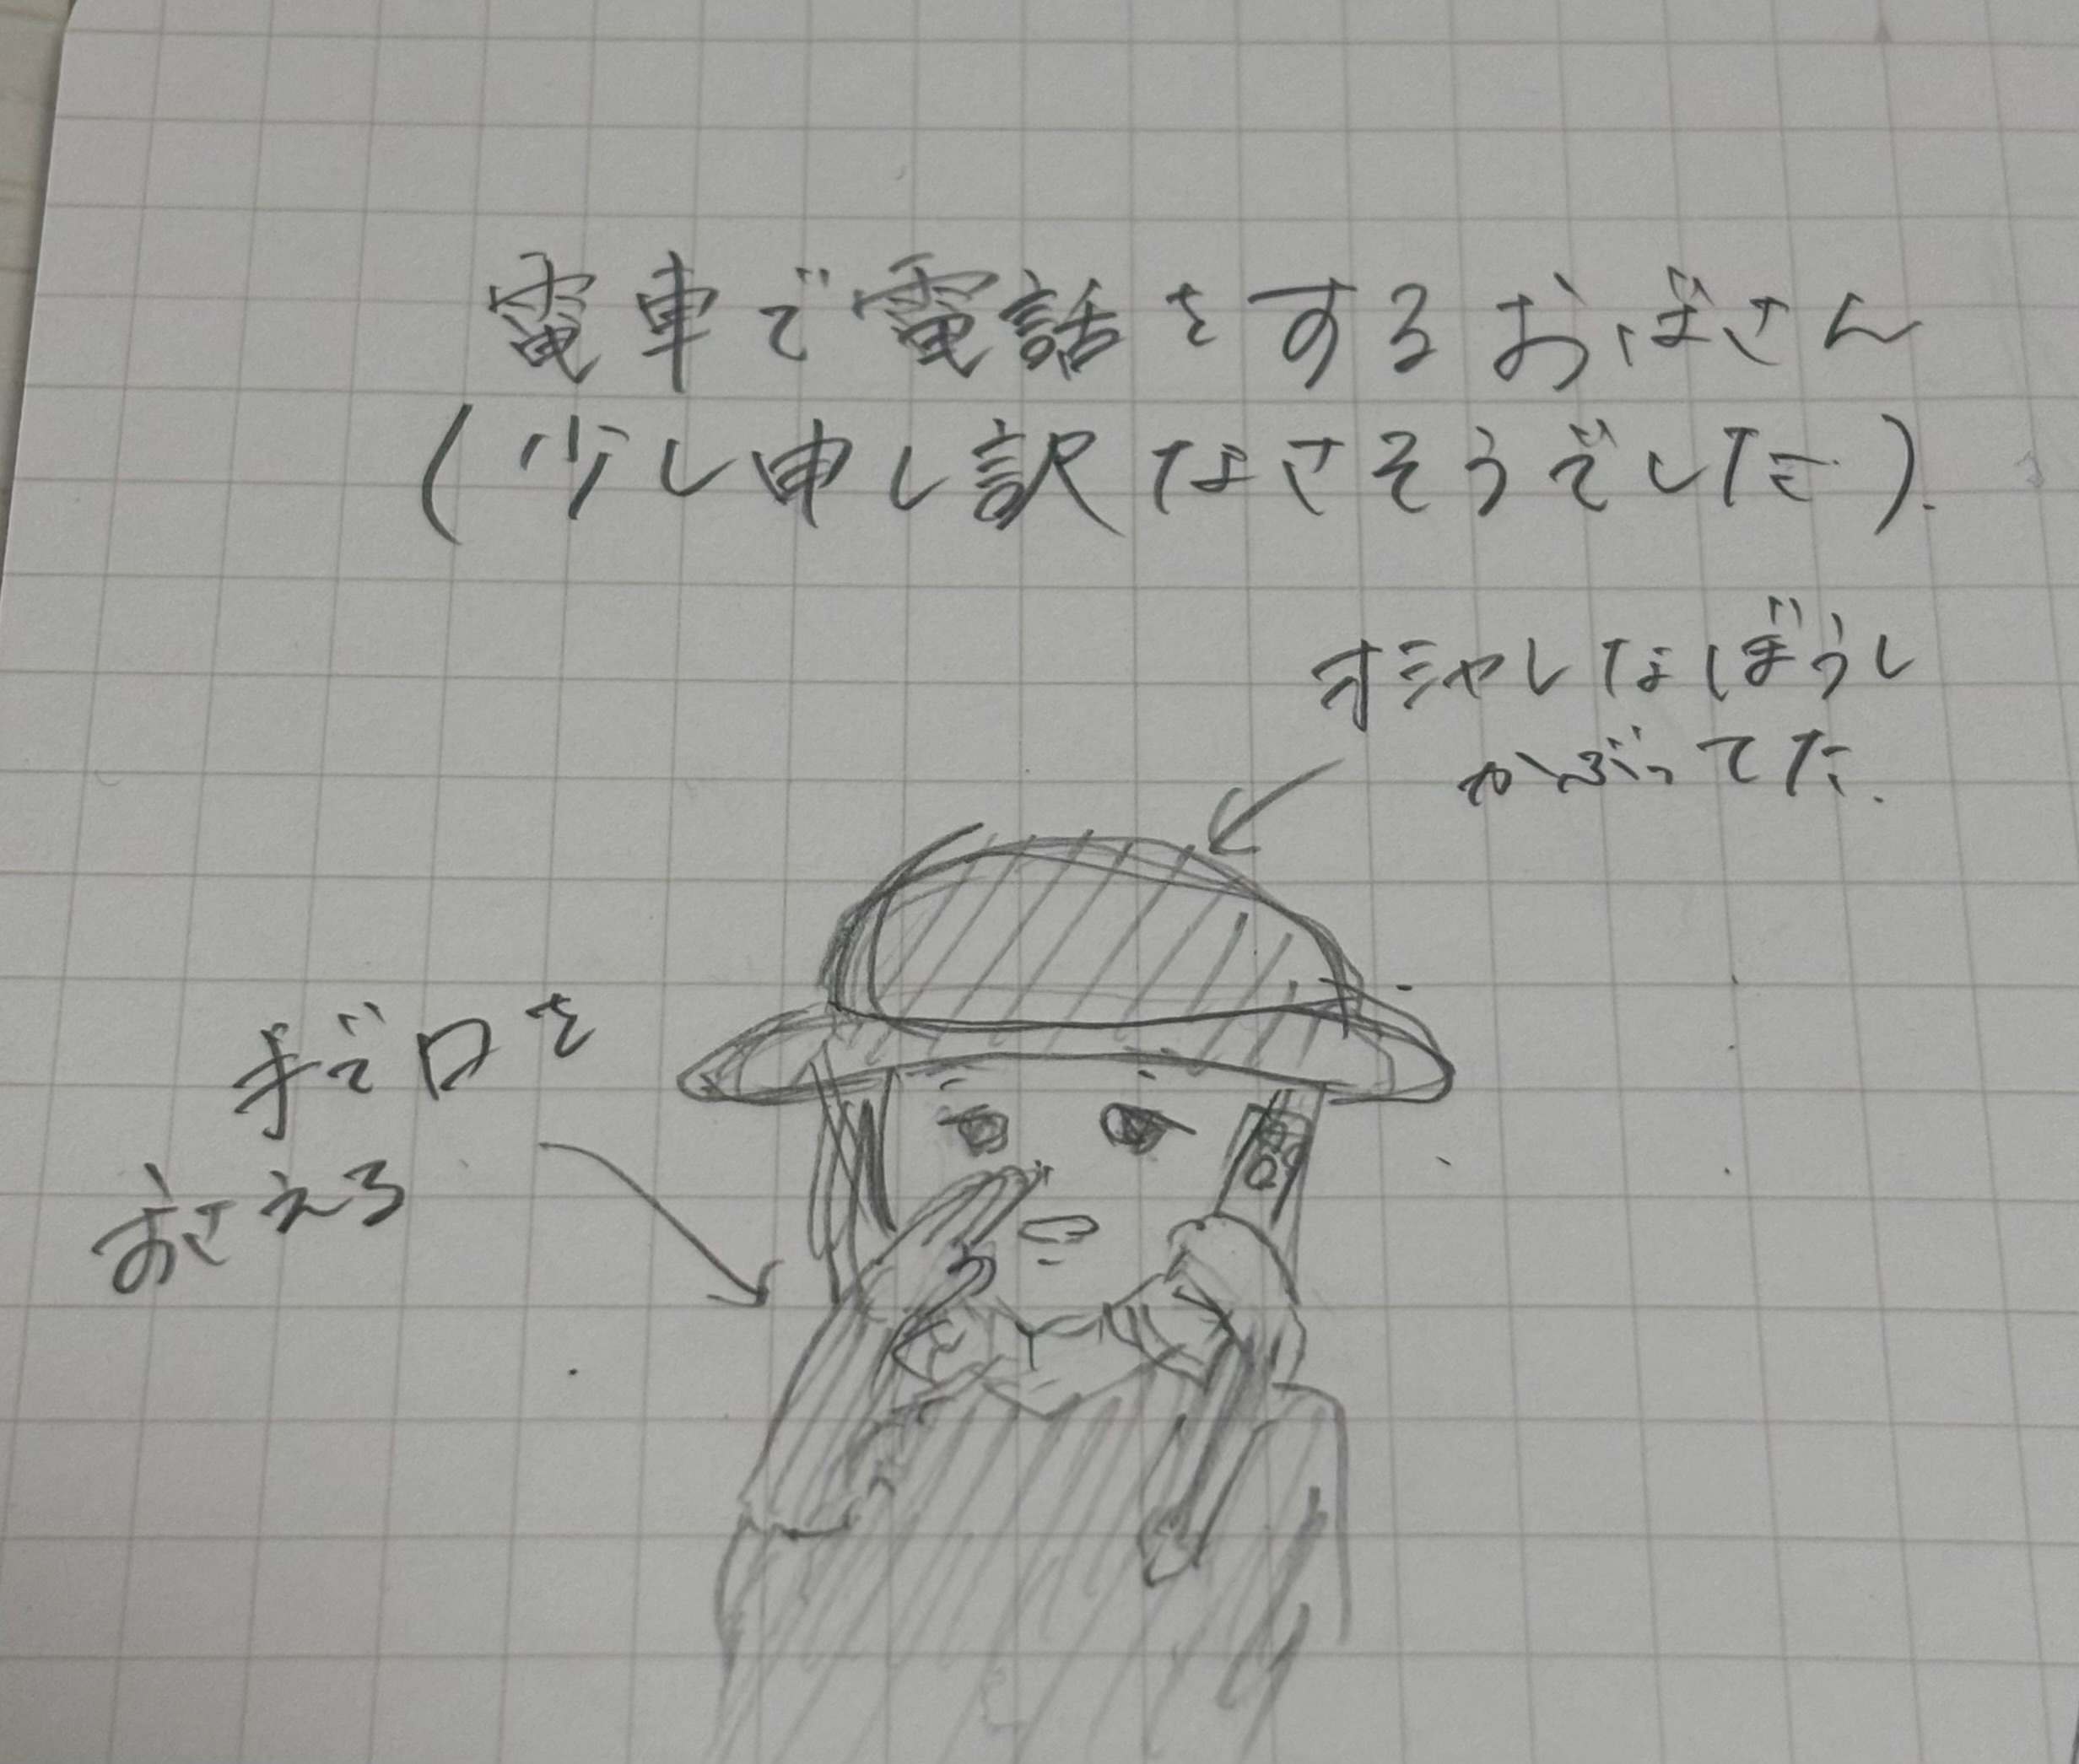 電車で電話をするおばさん
(少し申し訳なさそうでした).
オシャレなぼうし
かぶってた.
手で口を
おさえる